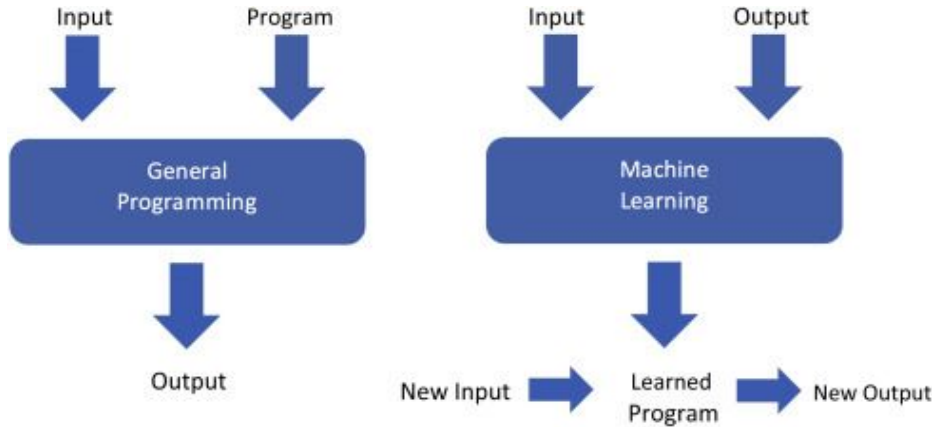 Input
Program
General
Programming
Output
Input
Output
Machine
Learning
New Input
Learned
Program
New Output